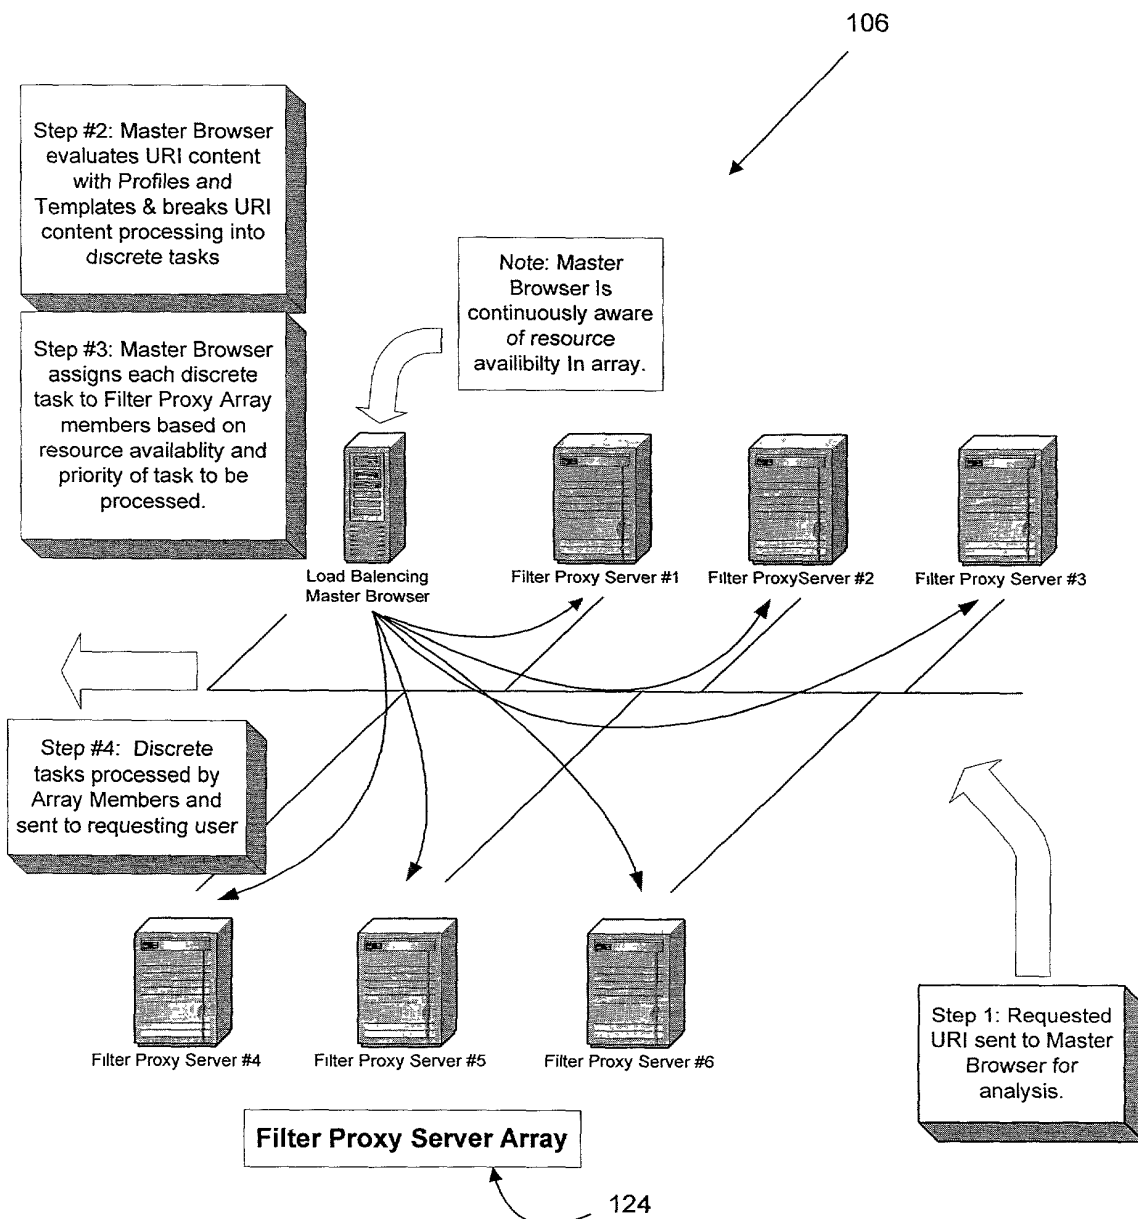 106
Step #2: Master Browser
evaluates URI content
with Profiles and
Templates & breaks URI
content processing into
discrete tasks
Note: Master
Browser Is
continuously aware
of resource
availibilty In array.
Step #3: Master Browser
assigns each discrete
task to Filter Proxy Array
members based on
resource availablity and
priority of task to be
processed.
Load Balencing
Master Browser
Filter Proxy Server #1
Filter ProxyServer #2
Filter Proxy Server #3
Step #4: Discrete
tasks processed by
Array Members and
sent to requesting user
Filter Proxy Server #4
Filter Proxy Server #5
Filter Proxy Server #6
Step 1: Requested
URI sent to Master
Browser for
analysis.
Filter Proxy Server Array
124